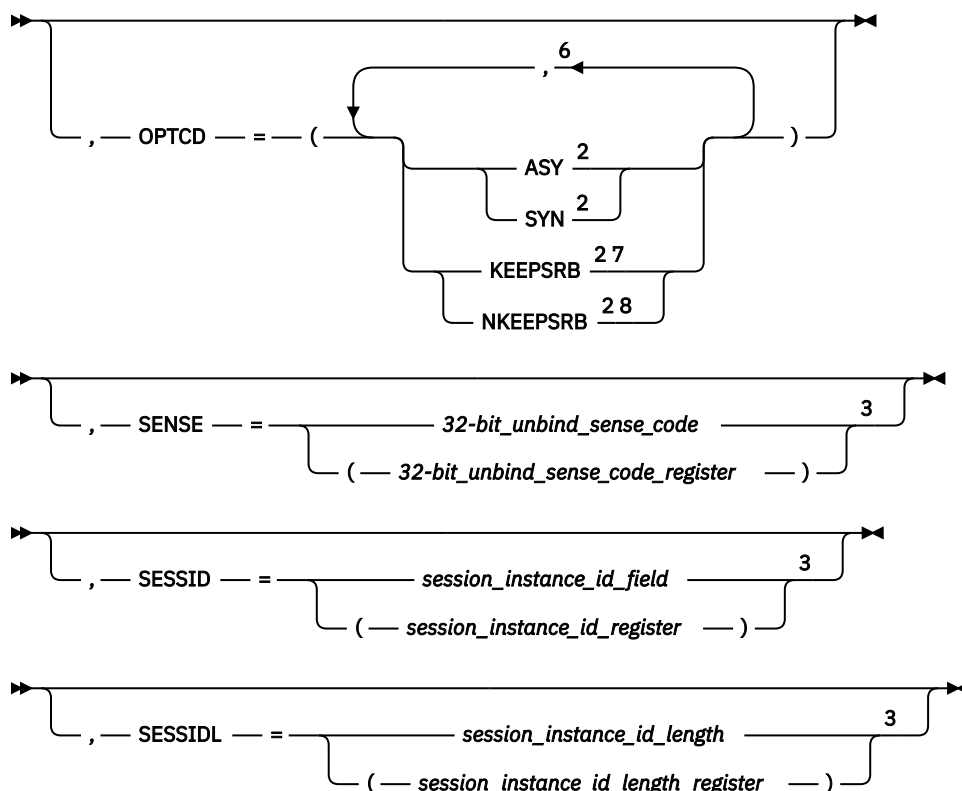 , 6
, OPTCD = ( )
ASY 2
SYN 2
KEEPSRB 2 7
NKEEPSRB 2 8
, SENSE = 32-bit_unbind_sense_code 3
( 32-bit_unbind_sense_code_register )
, SESSID = session_instance_id_field 3
( session_instance_id_register )
, SESSIDL = session_instance_id_length 3
( session_instance_id_length_register )